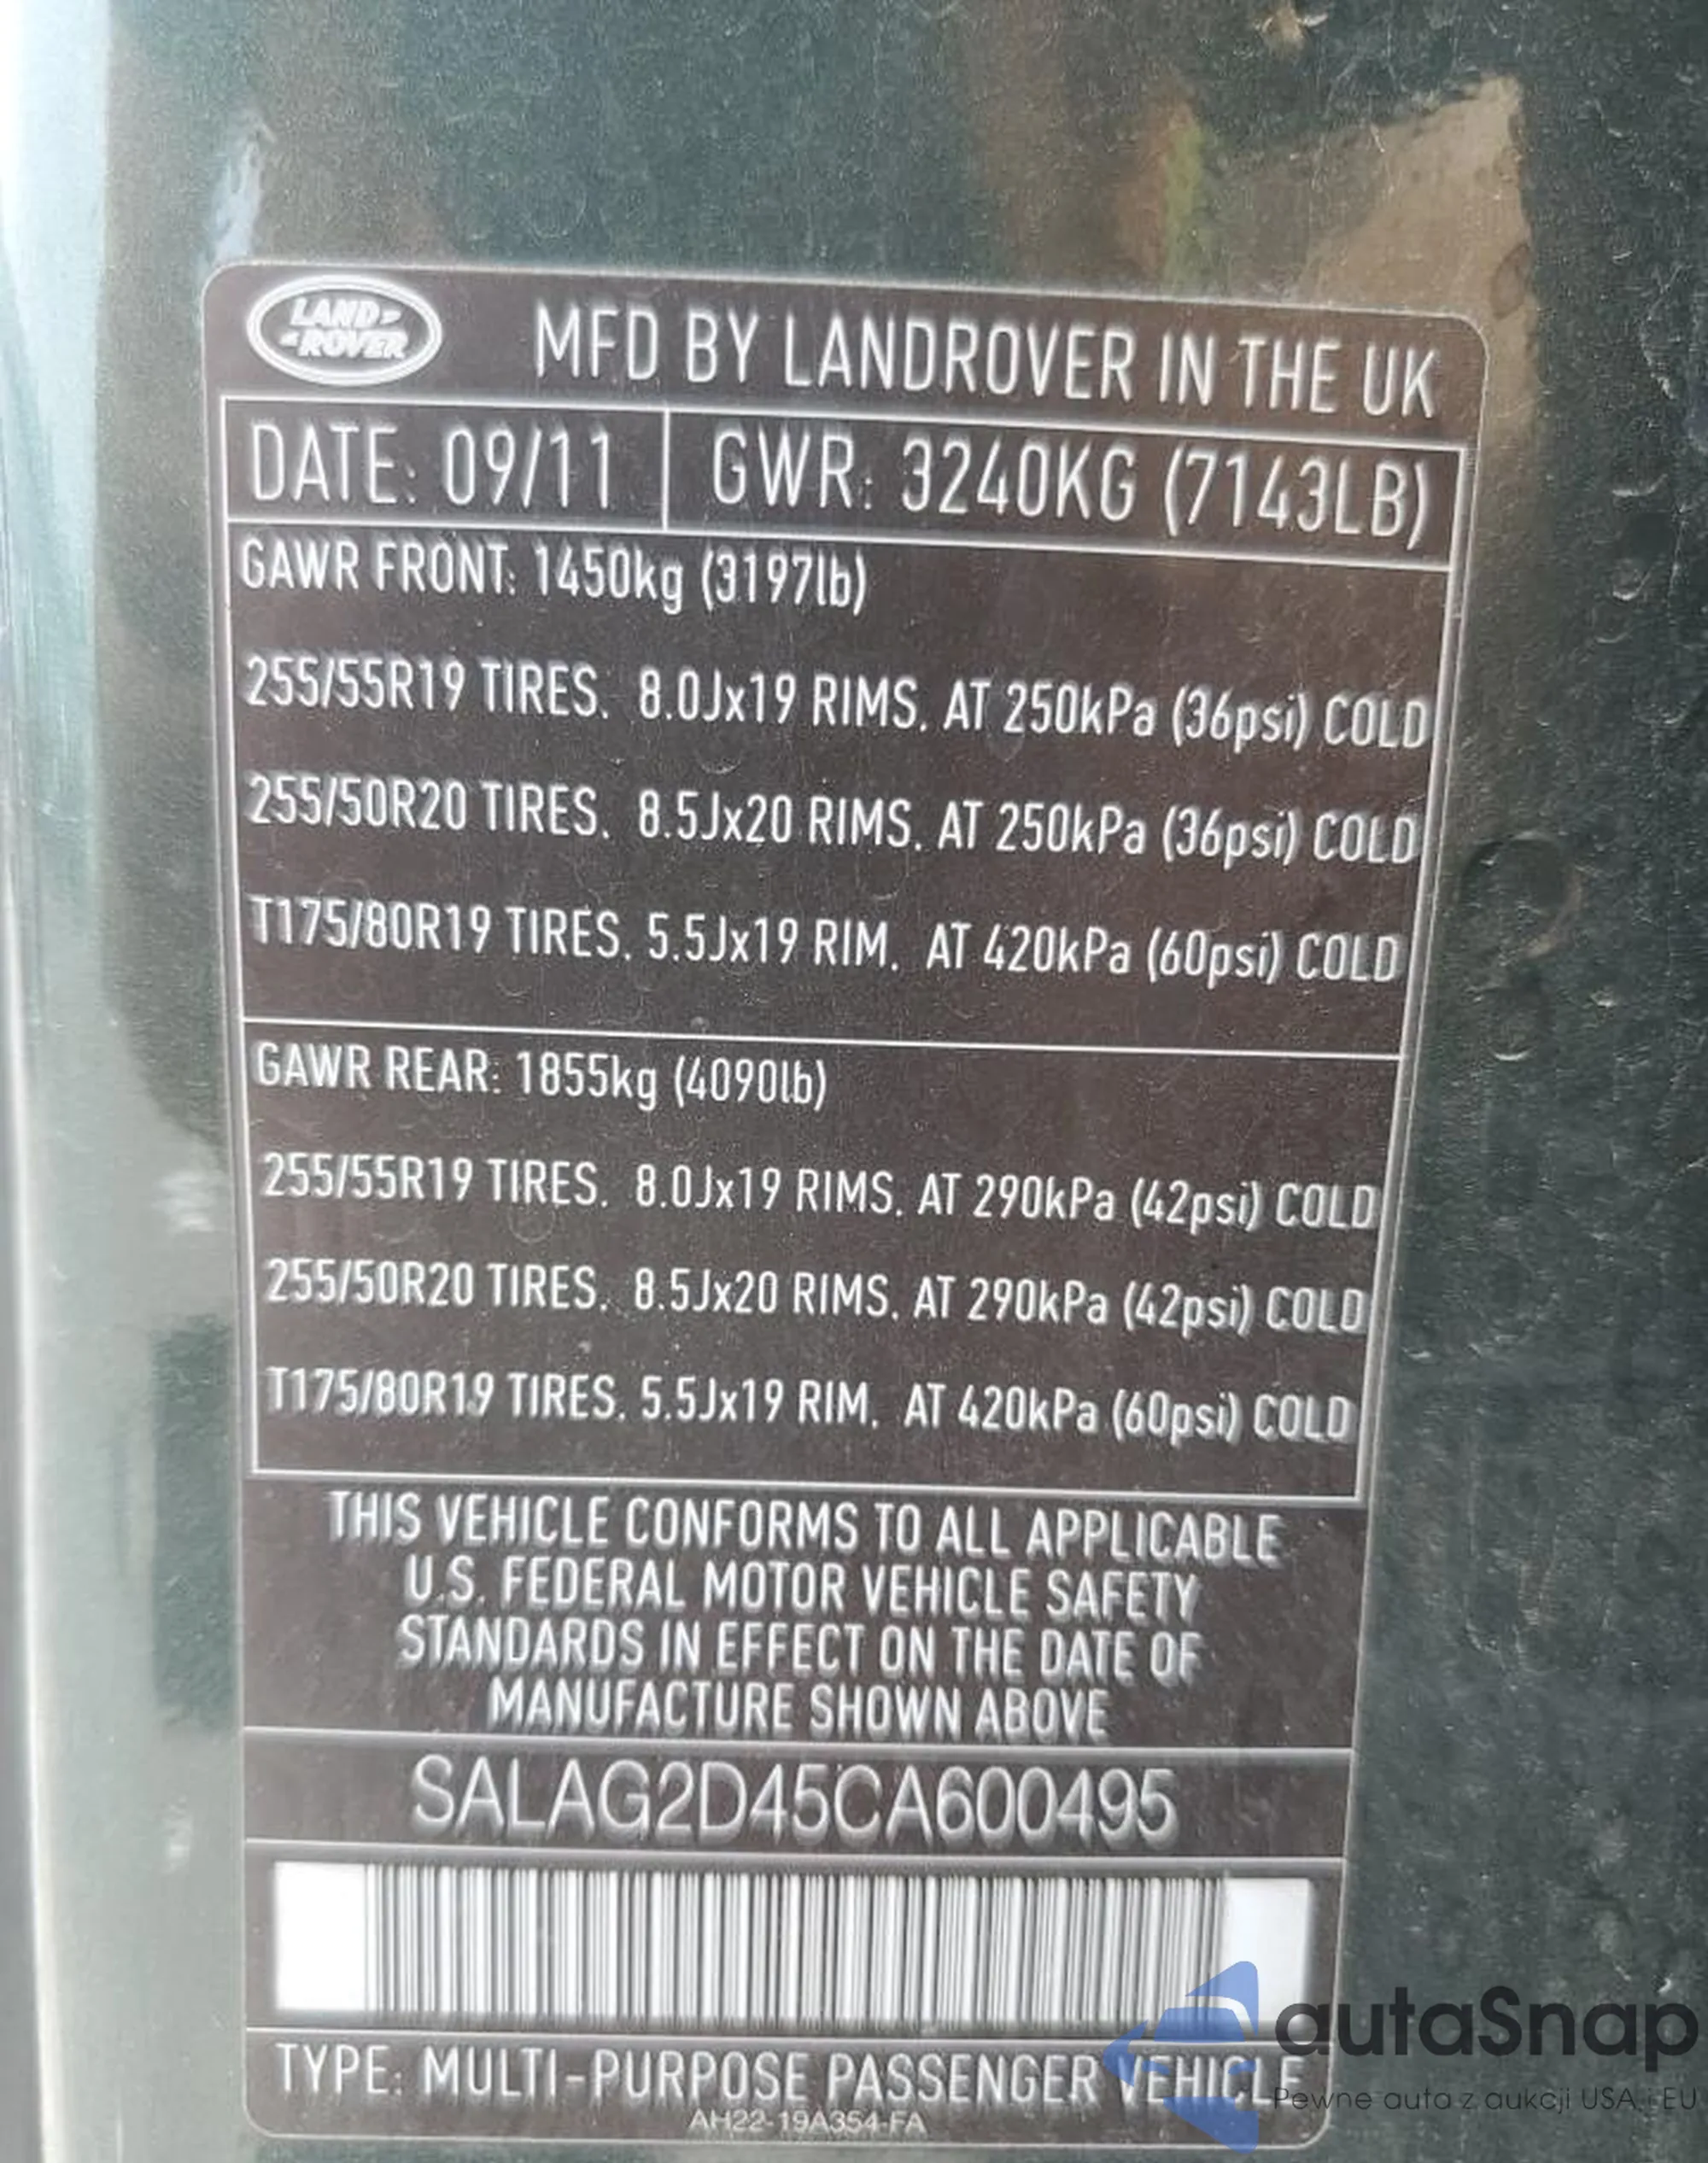 LAND
ROVER
MFD BY LANDROVER IN THE UK
DATE: 09/11
GWR: 3240KG (7143LB)
GAWR FRONT: 1450kg (3197lb)
255/55R19 TIRES. 8.0Jx19 RIMS. AT 250kPa (36psi) COLD
255/50R20 TIRES. 8.5Jx20 RIMS. AT 250kPa (36psi) COLD
T175/80R19 TIRES. 5.5Jx19 RIM. AT 420kPa (60psi) COLD
GAWR REAR: 1855kg (4090lb)
255/55R19 TIRES. 8.0Jx19 RIMS. AT 290kPa (42psi) COLD
255/50R20 TIRES. 8.5Jx20 RIMS. AT 290kPa (42psi) COLD
T175/80R19 TIRES. 5.5Jx19 RIM. AT 420kPa (60psi) COLD
THIS VEHICLE CONFORMS TO ALL APPLICABLE
U.S. FEDERAL MOTOR VEHICLE SAFETY
STANDARDS IN EFFECT ON THE DATE OF
MANUFACTURE SHOWN ABOVE
SALAG2D45CA600495
TYPE: MULTI-PURPOSE PASSENGER VEHICLE
AH22-19A354-FA
autaSnap
Pewne auta z aukcji USA i EU